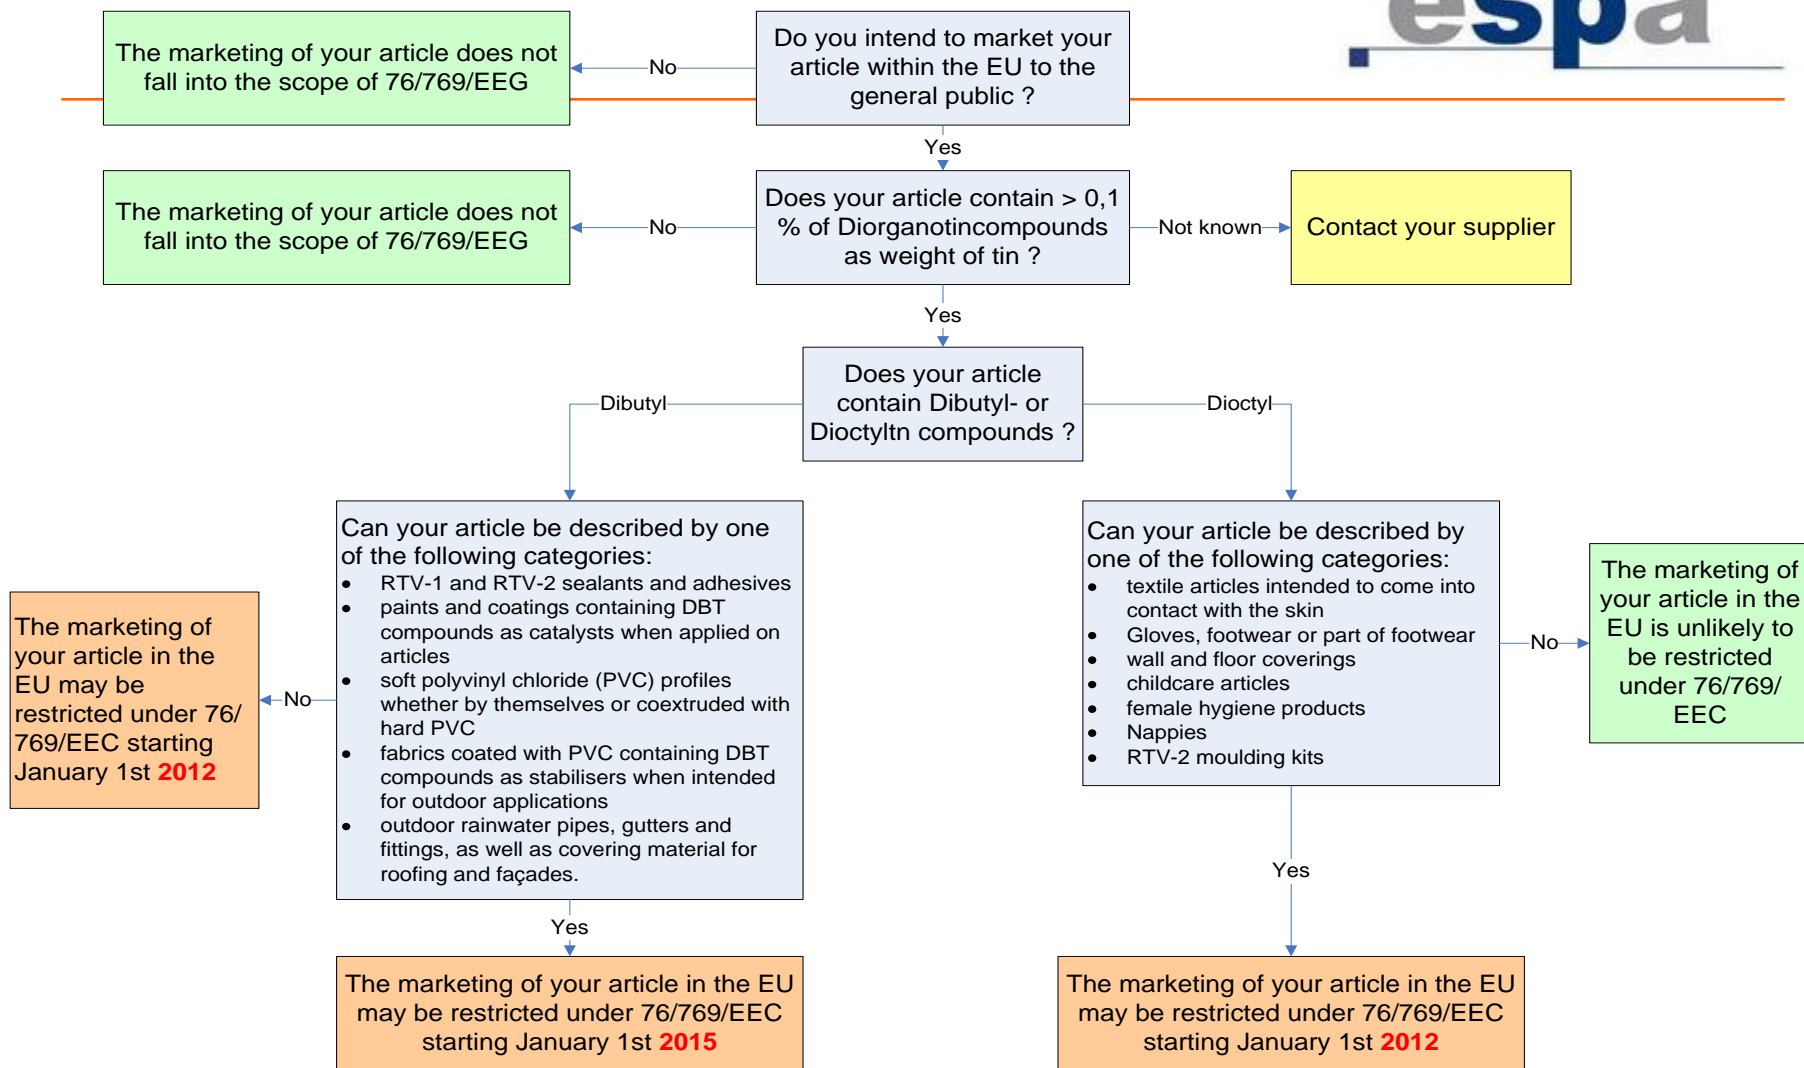 espa
The marketing of your article does not
fall into the scope of 76/769/EEG
No
Do you intend to market your
article within the EU to the
general public ?
Yes
The marketing of your article does not
fall into the scope of 76/769/EEG
No
Does your article contain > 0,1
% of Diorganotincompounds
as weight of tin ?
Not known
Contact your supplier
Yes
Does your article
contain Dibutyl- or
Dioctyltn compounds ?
Dibutyl
Dioctyl
Can your article be described by one
of the following categories:
• RTV-1 and RTV-2 sealants and adhesives
• paints and coatings containing DBT
compounds as catalysts when applied on
articles
• soft polyvinyl chloride (PVC) profiles
whether by themselves or coextruded with
hard PVC
• fabrics coated with PVC containing DBT
compounds as stabilisers when intended
for outdoor applications
• outdoor rainwater pipes, gutters and
fittings, as well as covering material for
roofing and façades.
No
The marketing of
your article in the
EU may be
restricted under 76/
769/EEC starting
January 1st 2012
Yes
The marketing of your article in the EU
may be restricted under 76/769/EEC
starting January 1st 2015
Can your article be described by
one of the following categories:
• textile articles intended to come into
contact with the skin
• Gloves, footwear or part of footwear
• wall and floor coverings
• childcare articles
• female hygiene products
• Nappies
• RTV-2 moulding kits
No
The marketing of
your article in the
EU is unlikely to
be restricted
under 76/769/
EEC
Yes
The marketing of your article in the EU
may be restricted under 76/769/EEC
starting January 1st 2012